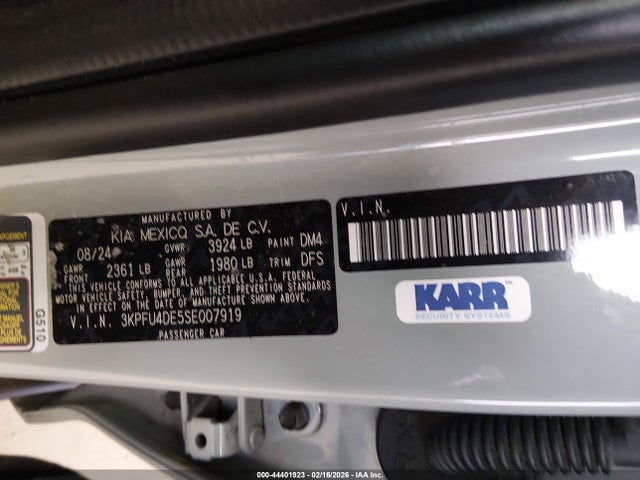 MANUFACTURED BY
KIA MEXICO S.A. DE C.V.
08/24 GVWR 3924 LB PAINT DM4
GAWR FRONT 2361 LB GAWR REAR 1980 LB TRIM DFS
THIS VEHICLE CONFORMS TO ALL APPLICABLE U.S.A. FEDERAL
MOTOR VEHICLE SAFETY, BUMPER, AND THEFT PREVENTION STANDARDS
IN EFFECT ON THE DATE OF MANUFACTURE SHOWN ABOVE.
V.I.N. 3KPFU4DE5SE007919
PASSENGER CAR
V.I.N.
KARR
SECURITY SYSTEMS
G510
000-44401923 - 02/16/2026 - IAA Inc.